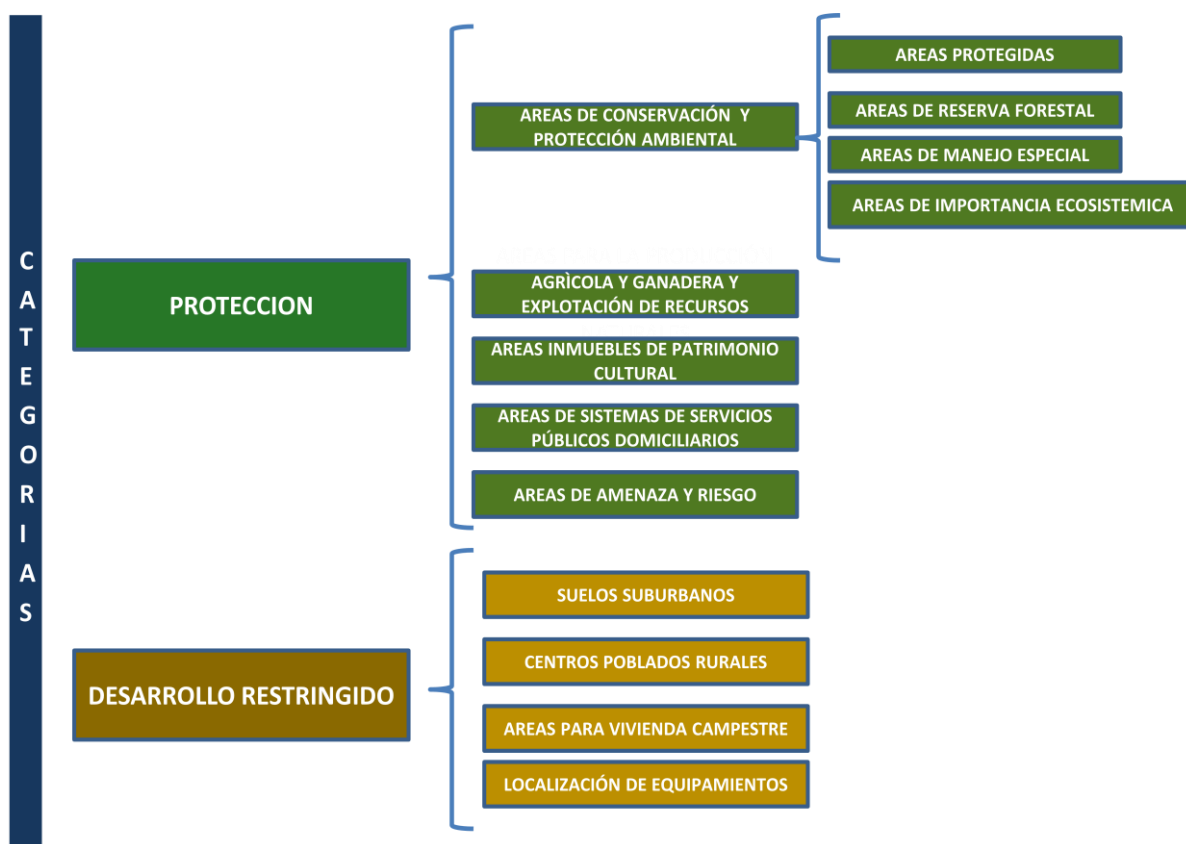 CATEGORIAS
PROTECCION
AREAS DE CONSERVACIÓN Y
PROTECCIÓN AMBIENTAL
AREAS PROTEGIDAS
AREAS DE RESERVA FORESTAL
AREAS DE MANEJO ESPECIAL
AREAS DE IMPORTANCIA ECOSISTEMICA
AGRÌCOLA Y GANADERA Y
EXPLOTACIÓN DE RECURSOS
AREAS INMUEBLES DE PATRIMONIO
CULTURAL
AREAS DE SISTEMAS DE SERVICIOS
PÚBLICOS DOMICILIARIOS
AREAS DE AMENAZA Y RIESGO
DESARROLLO RESTRINGIDO
SUELOS SUBURBANOS
CENTROS POBLADOS RURALES
AREAS PARA VIVIENDA CAMPESTRE
LOCALIZACIÓN DE EQUIPAMIENTOS